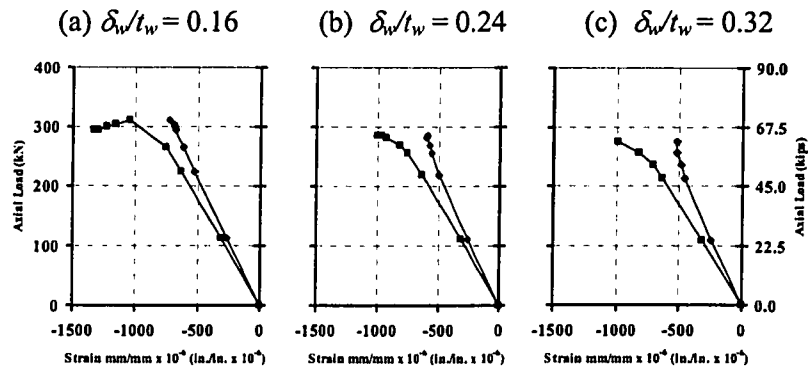 (a) δw/tw = 0.16
(b) δw/tw = 0.24
(c) δw/tw = 0.32
Axial Load (kN)
400
300
200
100
0
90.0
67.5
45.0
22.5
0.0
Axial Load (kips)
-1500 -1000 -500 0
-1500 -1000 -500 0
-1500 -1000 -500 0
Strain mm/mm x 10⁻⁶ (in./in. x 10⁻⁶)
Strain mm/mm x 10⁻⁶ (in./in. x 10⁻⁶)
Strain mm/mm x 10⁻⁶ (in./in. x 10⁻⁶)